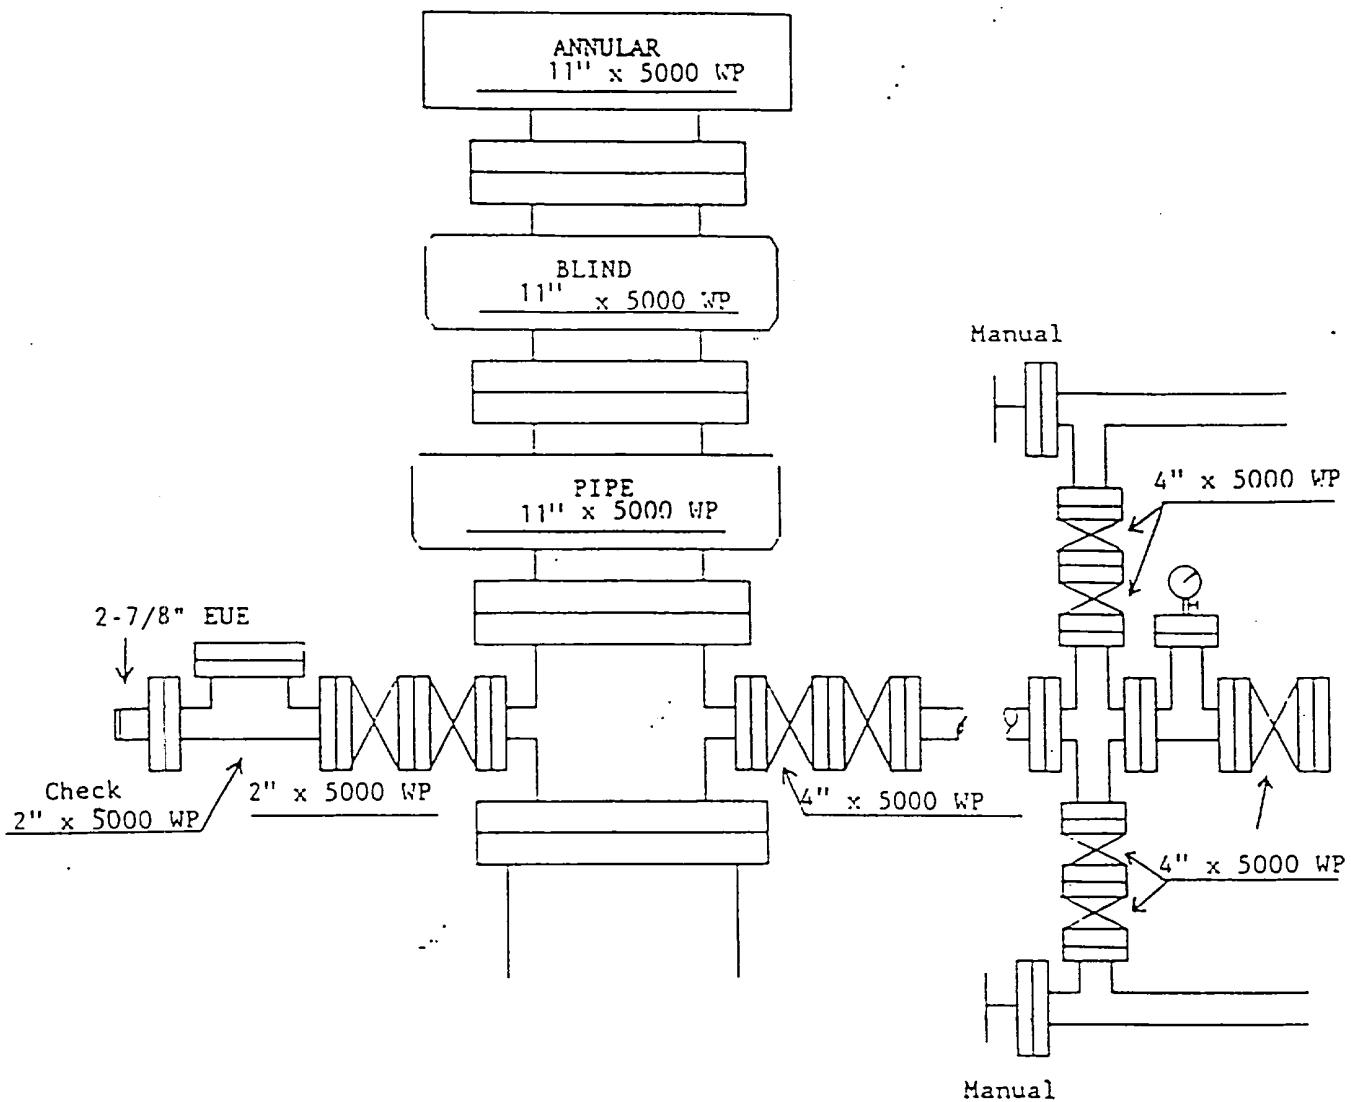 ANNULAR
11" x 5000 WP
BLIND
11" x 5000 WP
Manual
PIPE
11" x 5000 WP
4" x 5000 WP
2-7/8" EUE
Check
2" x 5000 WP
2" x 5000 WP
4" x 5000 WP
4" x 5000 WP
Manual